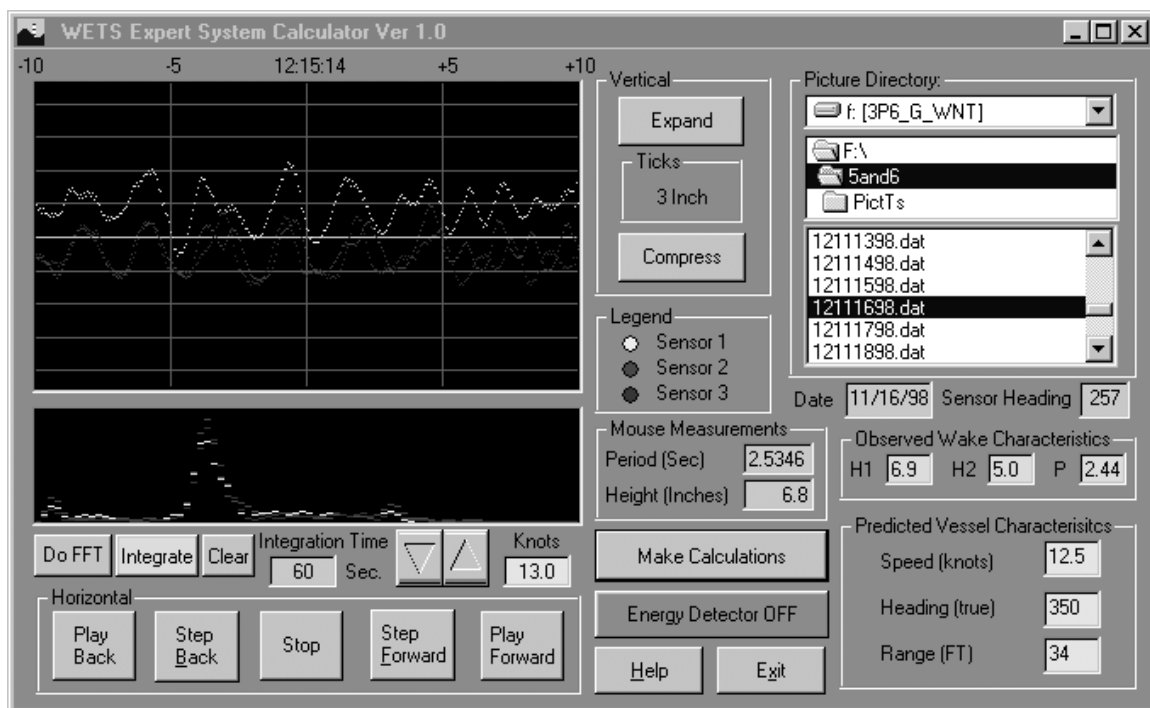 WETS Expert System Calculator Ver 1.0
-10 -5 12:15:14 +5 +10
Vertical
Expand
Ticks
3 Inch
Compress
Legend
Sensor 1
Sensor 2
Sensor 3
Picture Directory:
f: [3P6_G_WNT]
F:\
5and6
PictTs
12111398.dat
12111498.dat
12111598.dat
12111698.dat
12111798.dat
12111898.dat
Date 11/16/98 Sensor Heading 257
Mouse Measurements
Period (Sec) 2.5346
Height (Inches) 6.8
Observed Wake Characteristics
H1 6.9 H2 5.0 P 2.44
Do FFT Integrate Clear
Integration Time
60 Sec.
Knots
13.0
Make Calculations
Energy Detector OFF
Help Exit
Predicted Vessel Characterisitcs
Speed (knots) 12.5
Heading (true) 350
Range (FT) 34
Horizontal
Play
Back
Step
Back
Stop
Step
Forward
Play
Forward